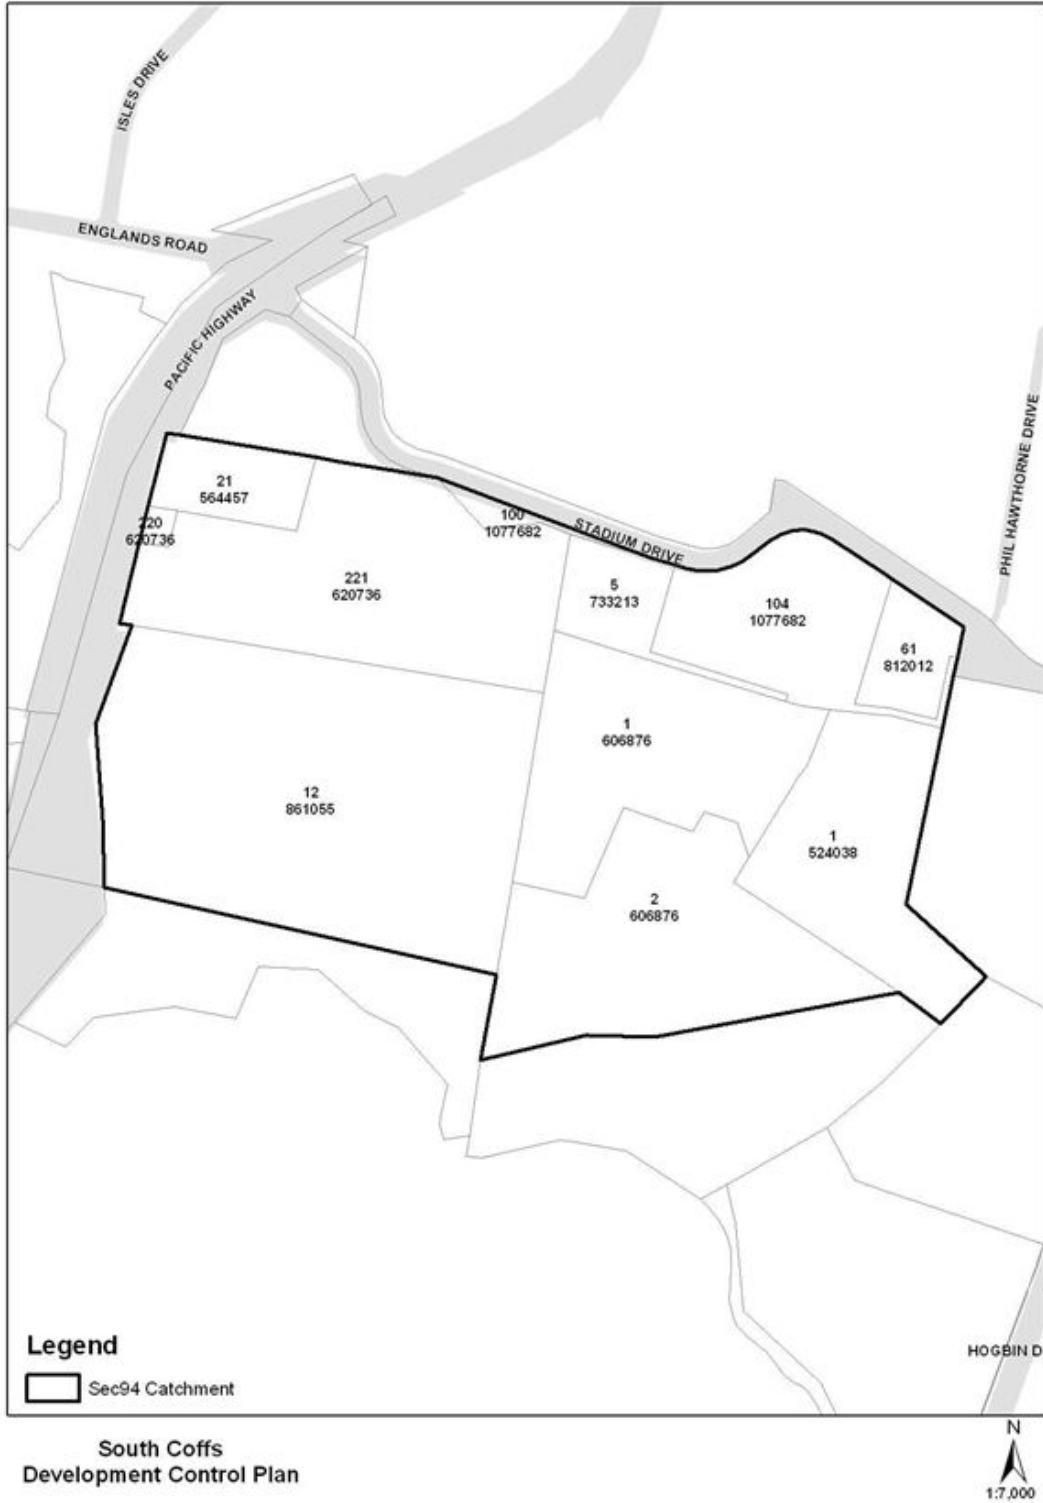 ISLES DRIVE
ENGLANDS ROAD
PACIFIC HIGHWAY
PHIL HAWTHORNE DRIVE
21
564457
220
620736
100
1077682
STADIUM DRIVE
221
620736
5
733213
104
1077682
61
812012
1
606876
12
861055
1
524038
2
606876
HOGBIN D
Legend
Sec94 Catchment
South Coffs
Development Control Plan
N
1:7,000